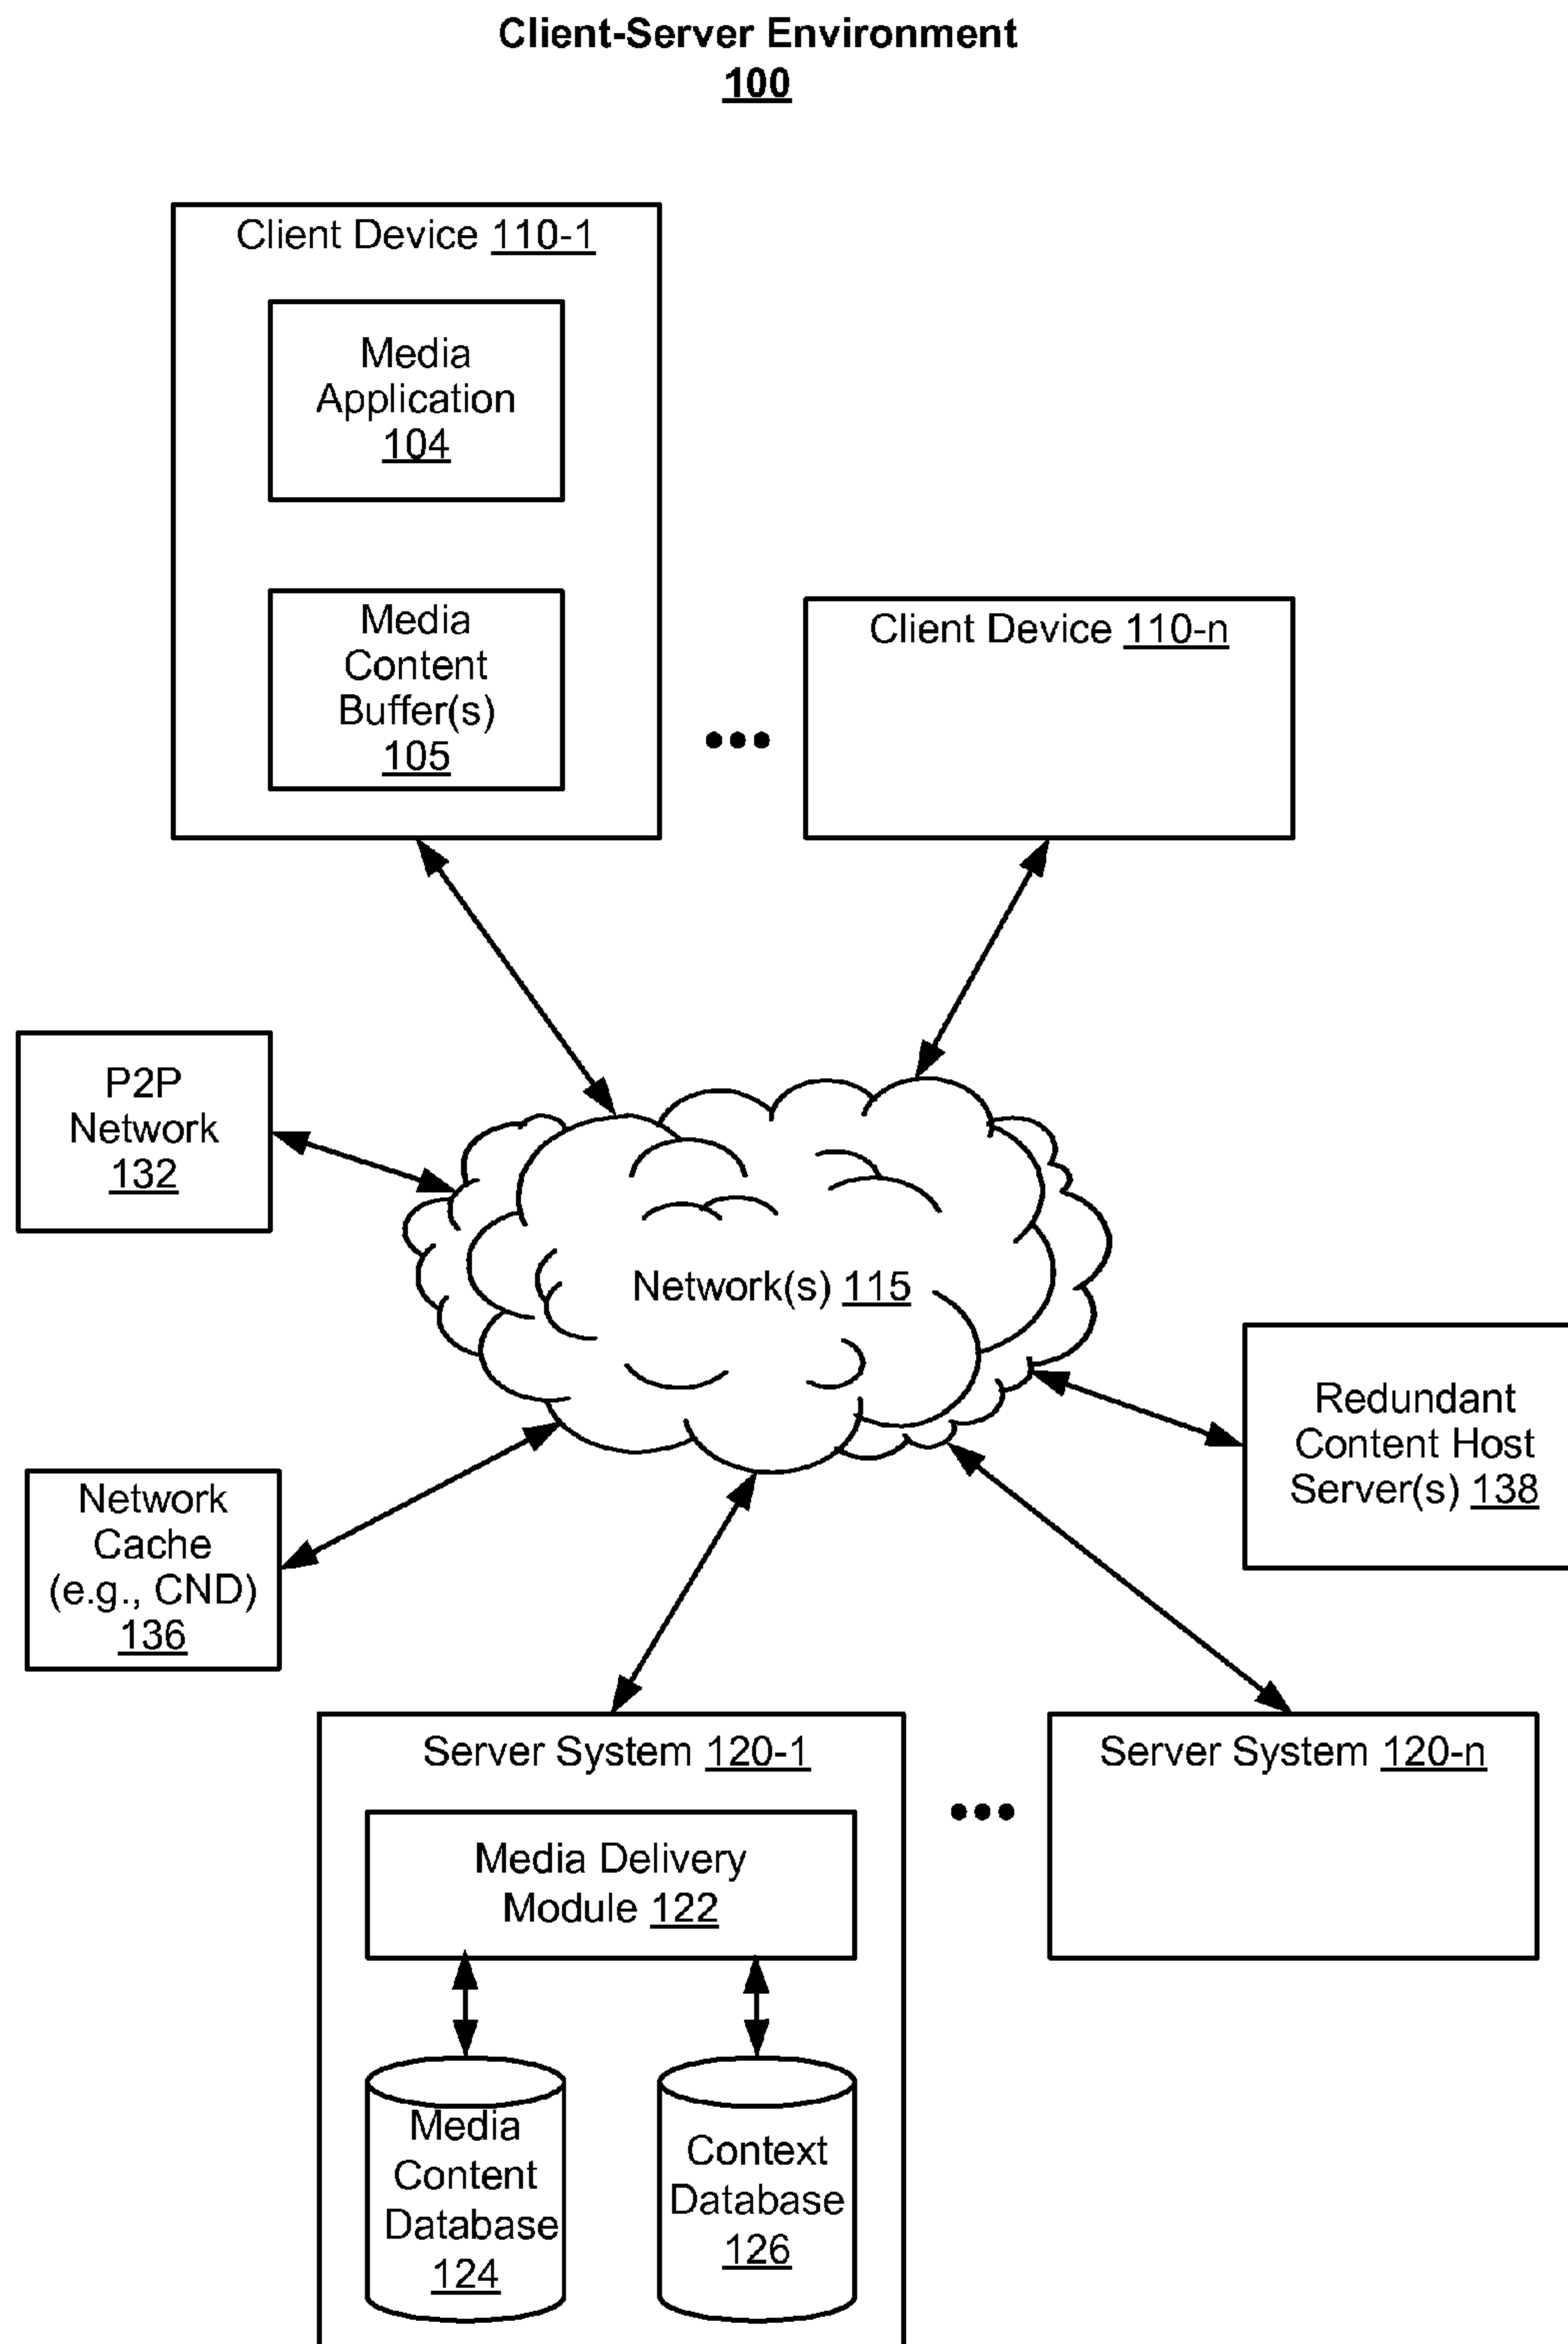 Client-Server Environment
100
Client Device 110-1
Media
Application
104
Media
Content
Buffer(s)
105
Client Device 110-n
P2P
Network
132
Network(s) 115
Redundant
Content Host
Server(s) 138
Network
Cache
(e.g., CND)
136
Server System 120-1
Media Delivery
Module 122
Media
Content
Database
124
Context
Database
126
Server System 120-n